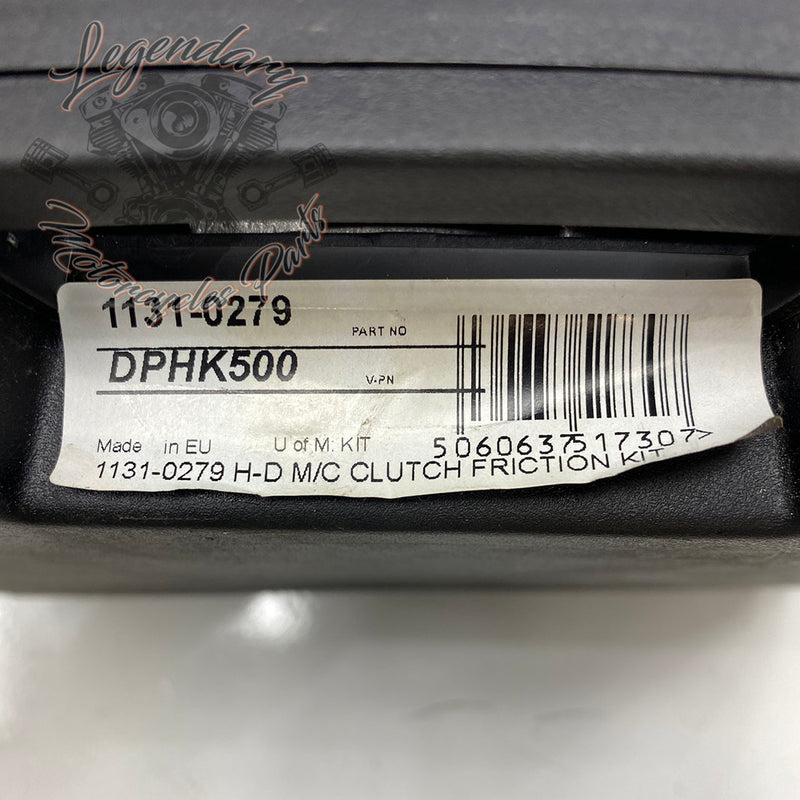 Legendary
Motorcycles Parts
1131-0279
PART NO
DPHK500
V-PN
Made in EU U of M: KIT
5060637517307>
1131-0279 H-D M/C CLUTCH FRICTION KIT